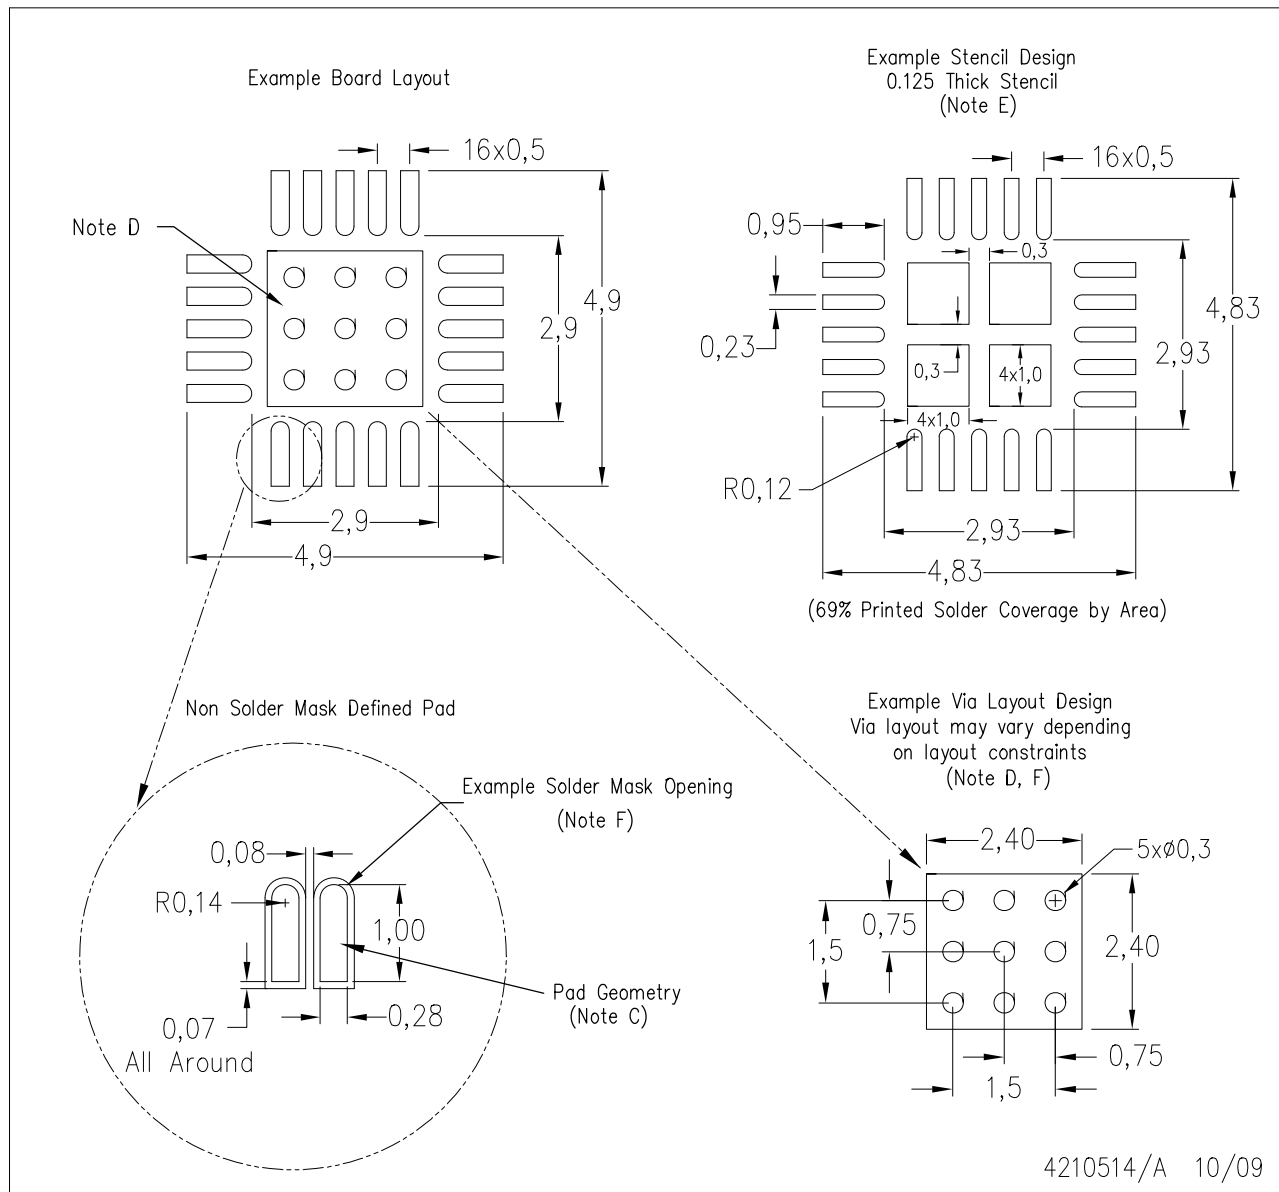 Example Board Layout
16x0,5
Note D
2,9
4,9
2,9
4,9
Example Stencil Design
0.125 Thick Stencil
(Note E)
16x0,5
0,95
0,3
0,23
0,3
4x1,0
4x1,0
4,83
2,93
R0,12
2,93
4,83
(69% Printed Solder Coverage by Area)
Non Solder Mask Defined Pad
Example Solder Mask Opening
(Note F)
0,08
R0,14
1,00
0,07
All Around
0,28
Pad Geometry
(Note C)
Example Via Layout Design
Via layout may vary depending
on layout constraints
(Note D, F)
2,40
5xø0,3
0,75
1,5
2,40
0,75
1,5
4210514/A 10/09